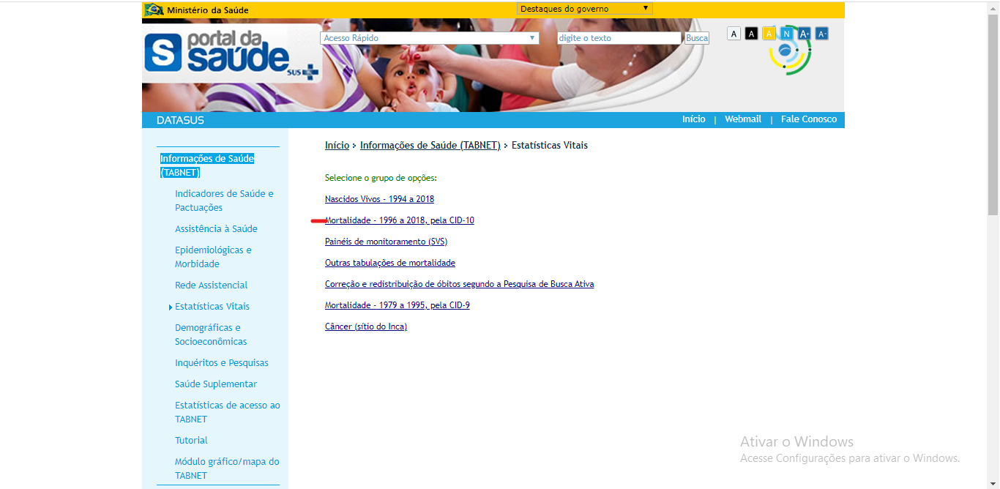 Ministério da Saúde
Destaques do governo
portal da
saúde
SUS
Acesso Rápido
digite o texto
Busca
A A A N A+ A-
DATASUS
Início | Webmail | Fale Conosco
Início > Informações de Saúde (TABNET) > Estatísticas Vitais
Informações de Saúde
(TABNET)
Indicadores de Saúde e
Pactuações
Assistência à Saúde
Epidemiológicas e
Morbidade
Rede Assistencial
Estatísticas Vitais
Demográficas e
Socioeconômicas
Inquéritos e Pesquisas
Saúde Suplementar
Estatísticas de acesso ao
TABNET
Tutorial
Módulo gráfico/mapa do
TABNET
Selecione o grupo de opções:
Nascidos Vivos - 1994 a 2018
Mortalidade - 1996 a 2018, pela CID-10
Painéis de monitoramento (SVS)
Outras tabulações de mortalidade
Correção e redistribuição de óbitos segundo a Pesquisa de Busca Ativa
Mortalidade - 1979 a 1995, pela CID-9
Câncer (sítio do Inca)
Ativar o Windows
Acesse Configurações para ativar o Windows.